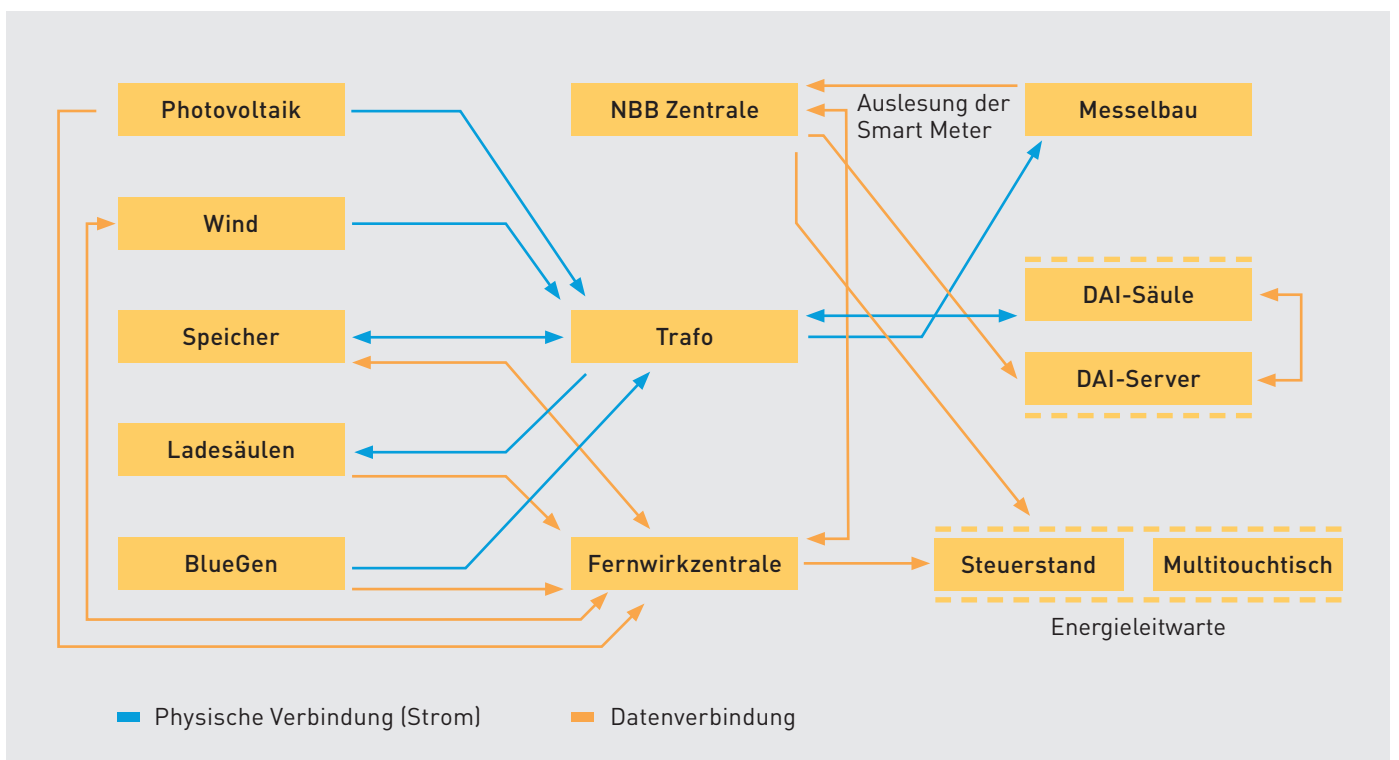 Photovoltaik
NBB Zentrale
Auslesung der
Smart Meter
Messelbau
Wind
DAI-Säule
Speicher
Trafo
DAI-Server
Ladesäulen
BlueGen
Fernwirkzentrale
Steuerstand
Multitouchtisch
Energieleitwarte
Physische Verbindung (Strom)
Datenverbindung